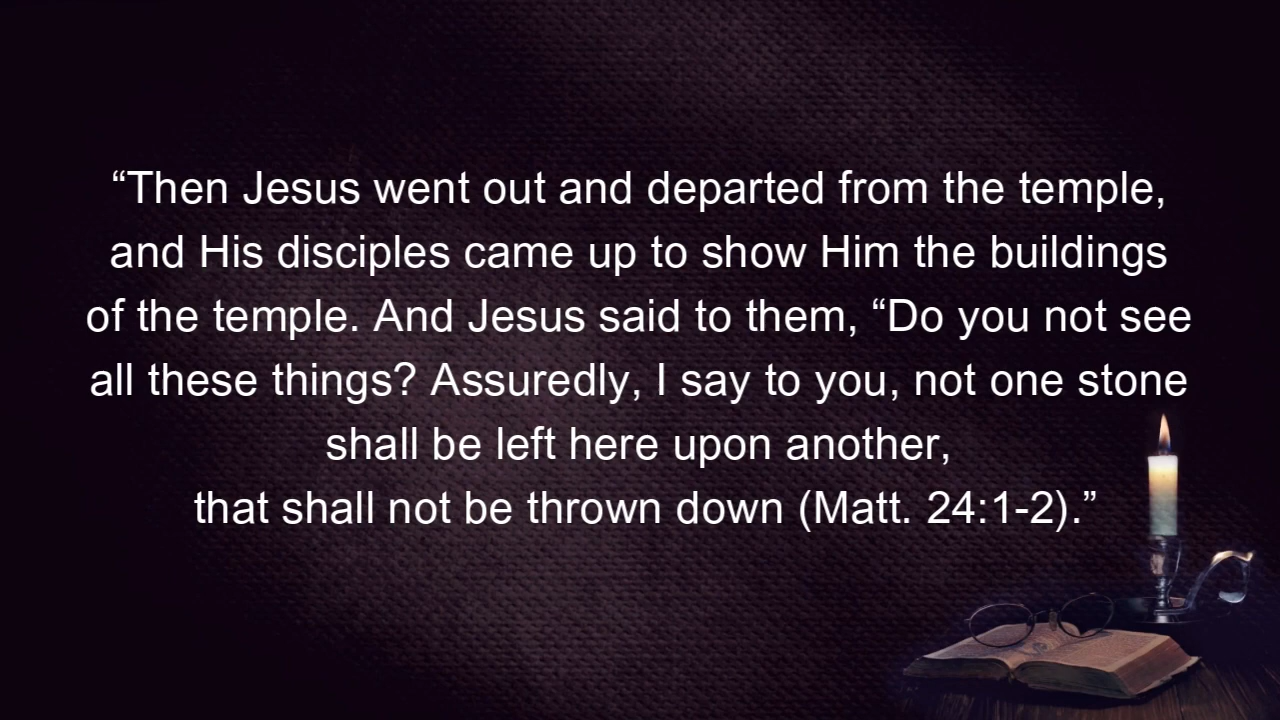 “Then Jesus went out and departed from the temple,
and His disciples came up to show Him the buildings
of the temple. And Jesus said to them, “Do you not see
all these things? Assuredly, I say to you, not one stone
shall be left here upon another,
that shall not be thrown down (Matt. 24:1-2).”